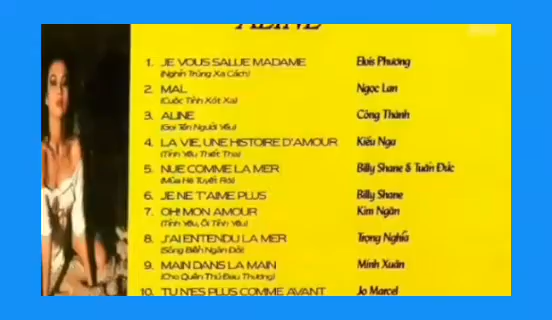 ALINE
1. JE VOUS SALUE MADAME Elvis Phương
(Nghìn Trùng Xa Cách)
2. MAL Ngọc Lan
(Cuộc Tình Xót Xa)
3. ALINE Công Thành
(Gọi Tên Người Yêu)
4. LA VIE, UNE HISTOIRE D'AMOUR Kiều Nga
(Tình Yêu Thiết Tha)
5. NUE COMME LA MER Billy Shane & Tuấn Đức
(Mùa Hè Tuyết Rơi)
6. JE NE T'AIME PLUS Billy Shane
7. OH! MON AMOUR Kim Ngân
(Tình Yêu, Ôi Tình Yêu)
8. J'AI ENTENDU LA MER Trọng Nghĩa
(Sóng Biển Ngàn Đời)
9. MAIN DANS LA MAIN Minh Xuân
(Cho Quên Thú Đau Thương)
10. TU N'ES PLUS COMME AVANT Jo Marcel